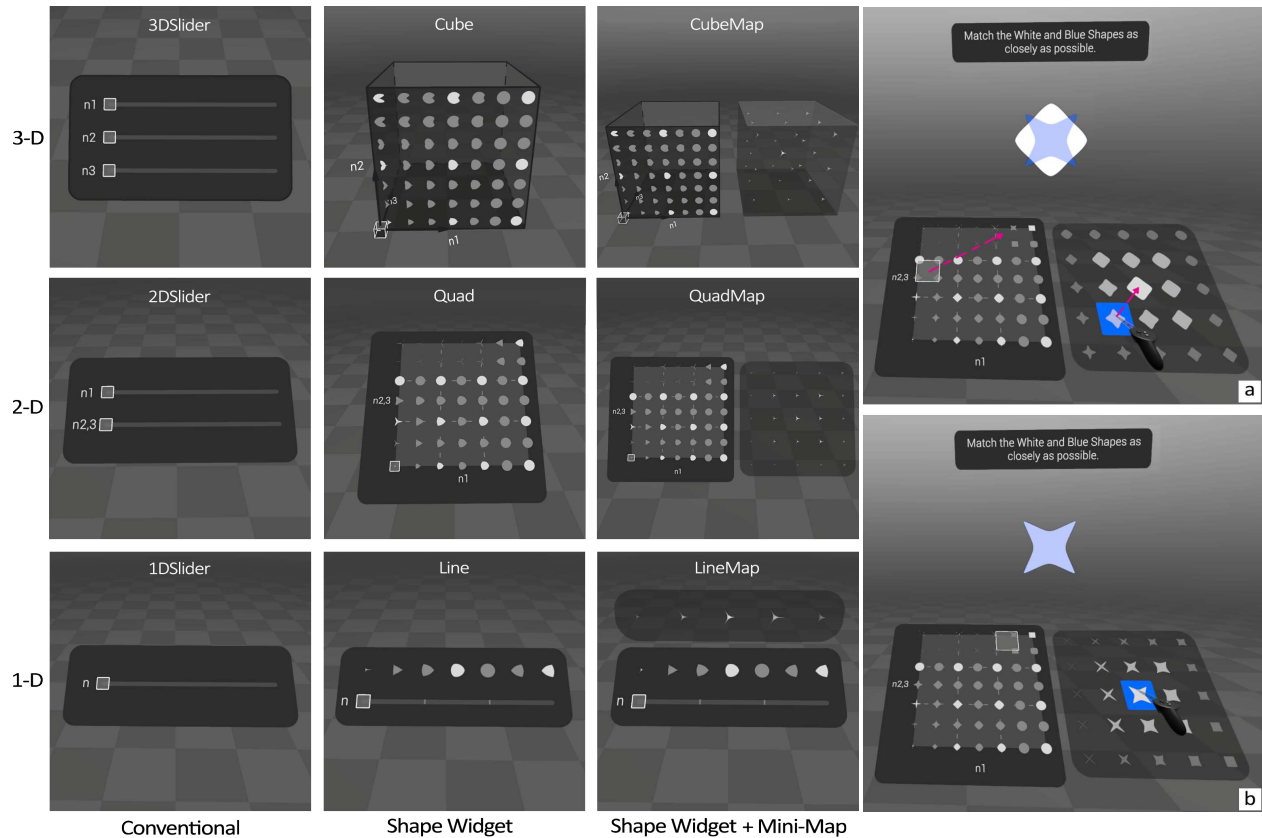 3DSlider
Cube
CubeMap
3-D
n1
n2
n3
n2
n3
n1
n2
n3
n1
2DSlider
Quad
QuadMap
2-D
n1
n2,3
n2,3
n1
n2,3
n1
1DSlider
Line
LineMap
1-D
n
n
n
Conventional
Shape Widget
Shape Widget + Mini-Map
Match the White and Blue Shapes as
closely as possible.
n2,3
n1
a
Match the White and Blue Shapes as
closely as possible.
n2,3
n1
b